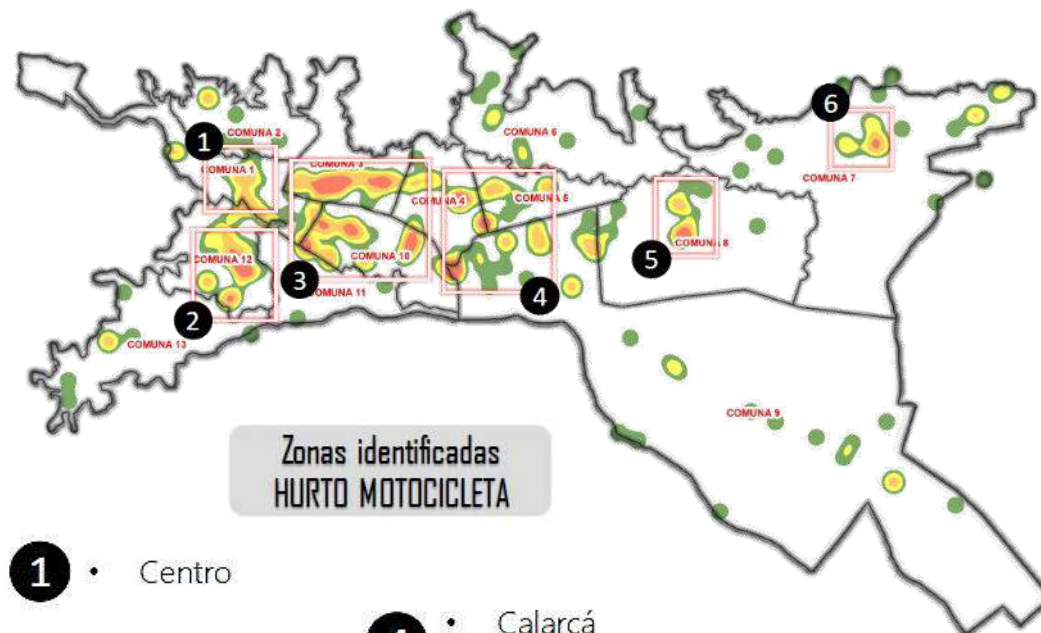 6
COMUNA 2
COMUNA 6
1
COMUNA 1
COMUNA 3
COMUNA 7
COMUNA 4
COMUNA 5
COMUNA 8
COMUNA 10
COMUNA 12
5
3
COMUNA 11
4
2
COMUNA 13
COMUNA 9
Zonas identificadas
HURTO MOTOCICLETA
1 • Centro
4 • Calarcá